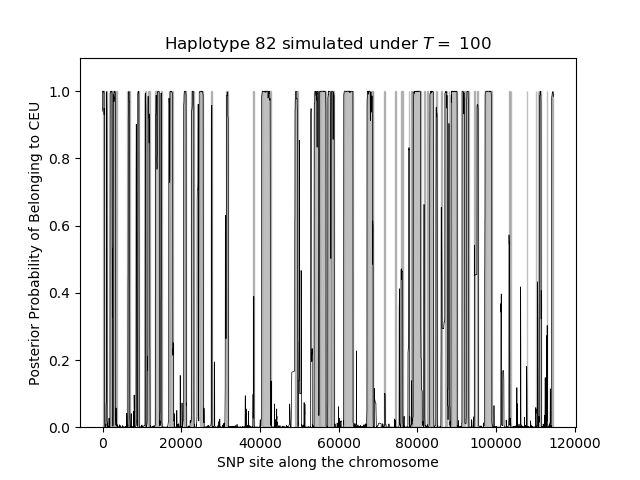 Haplotype 82 simulated under T = 100
Posterior Probability of Belonging to CEU
1.0
0.8
0.6
0.4
0.2
0.0
0 20000 40000 60000 80000 100000 120000
SNP site along the chromosome